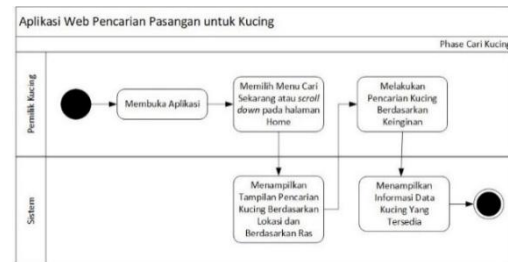 Aplikasi Web Pencarian Pasangan untuk Kucing
Phase Cari Kucing
Pemilik Kucing
Membuka Aplikasi
Memilih Menu Cari
Sekarang atau scroll
down pada halaman
Home
Melakukan
Pencarian Kucing
Berdasarkan
Keinginan
Sistem
Menampilkan
Tampilan Pencarian
Kucing Berdasarkan
Lokasi dan
Berdasarkan Ras
Menampilkan
Informasi Data
Kucing Yang
Tersedia